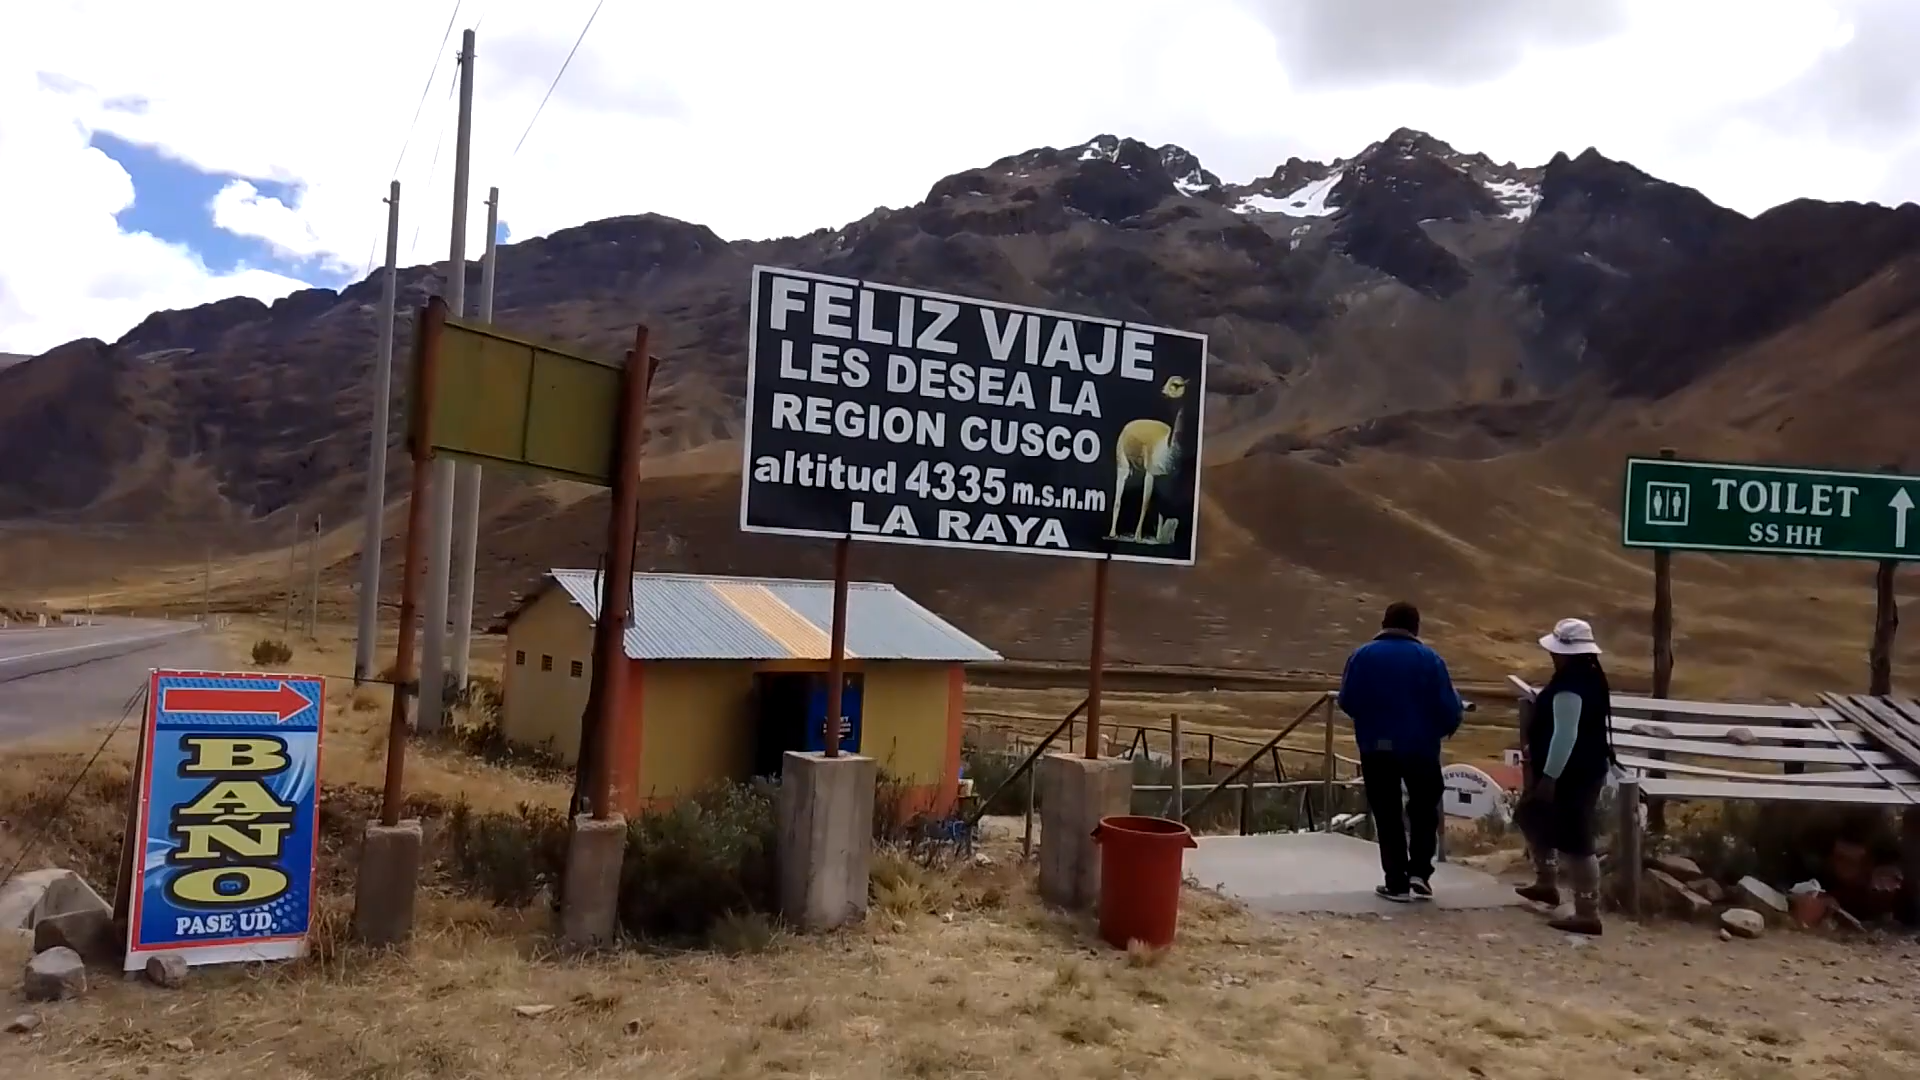 FELIZ VIAJE
LES DESEA LA
REGION CUSCO
altitud 4335 m.s.n.m
LA RAYA
TOILET
SS HH
BAÑO
PASE UD.